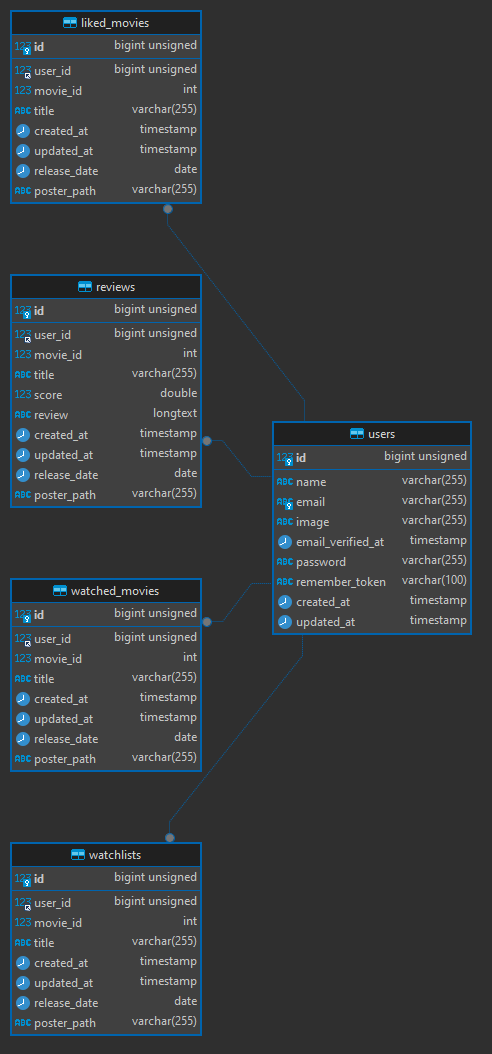 liked_movies
123 id bigint unsigned
123 user_id bigint unsigned
123 movie_id int
ABC title varchar(255)
created_at timestamp
updated_at timestamp
release_date date
ABC poster_path varchar(255)
reviews
123 id bigint unsigned
123 user_id bigint unsigned
123 movie_id int
ABC title varchar(255)
123 score double
ABC review longtext
created_at timestamp
updated_at timestamp
release_date date
ABC poster_path varchar(255)
users
123 id bigint unsigned
ABC name varchar(255)
ABC email varchar(255)
ABC image varchar(255)
email_verified_at timestamp
ABC password varchar(255)
ABC remember_token varchar(100)
created_at timestamp
updated_at timestamp
watched_movies
123 id bigint unsigned
123 user_id bigint unsigned
123 movie_id int
ABC title varchar(255)
created_at timestamp
updated_at timestamp
release_date date
ABC poster_path varchar(255)
watchlists
123 id bigint unsigned
123 user_id bigint unsigned
123 movie_id int
ABC title varchar(255)
created_at timestamp
updated_at timestamp
release_date date
ABC poster_path varchar(255)